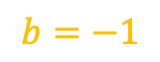 b = −1